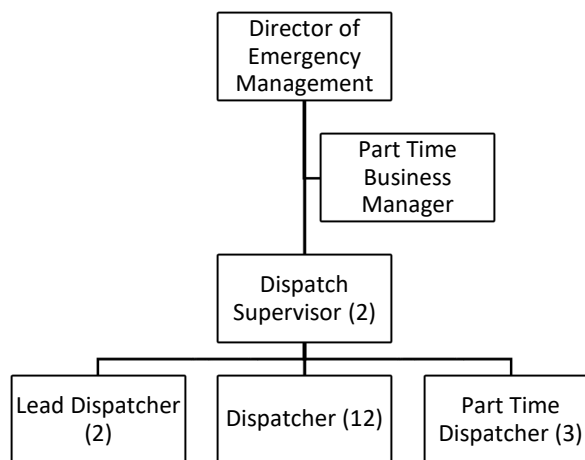 Director of
Emergency
Management
Part Time
Business
Manager
Dispatch
Supervisor (2)
Lead Dispatcher
(2)
Dispatcher (12)
Part Time
Dispatcher (3)